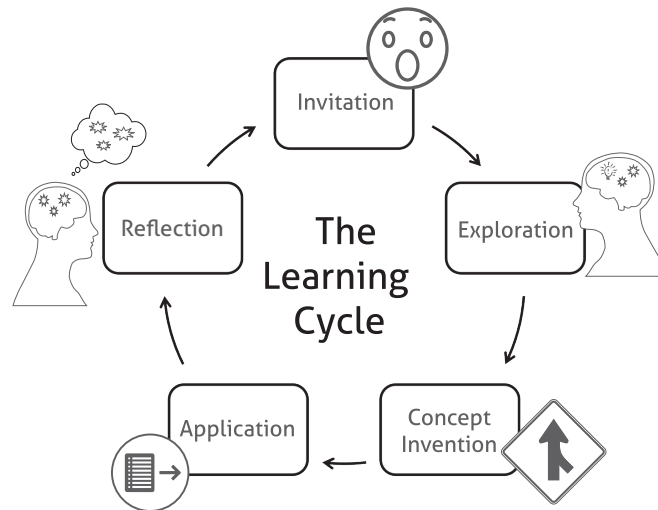 Invitation
Reflection
Exploration
The
Learning
Cycle
Application
Concept
Invention